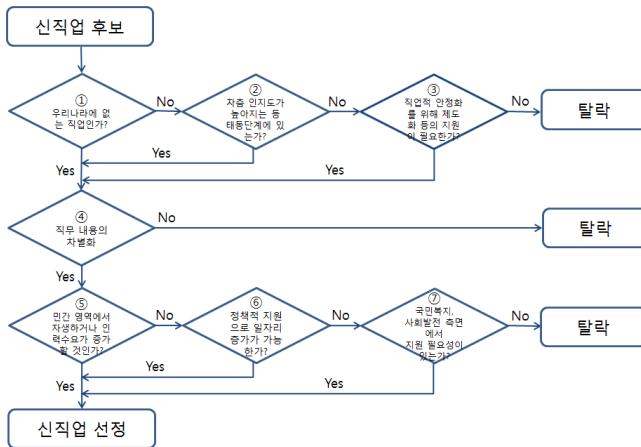 신직업 후보
①
우리나라에 없
는 직업인가?
No
②
차츰 인지도가
높아지는 등
태동단계에 있
는가?
No
③
직업적 안정화
를 위해 제도
화 등의 지원
이 필요한가?
No
탈락
Yes
Yes
Yes
④
직무 내용의
차별화
No
탈락
Yes
⑤
민간 영역에서
자생하거나 인
력수요가 증가
할 것인가?
No
⑥
정책적 지원
으로 일자리
증가가 가능
한가?
No
⑦
국민복지,
사회발전 측면
에서
지원 필요성이
있는가?
No
탈락
Yes
Yes
Yes
신직업 선정